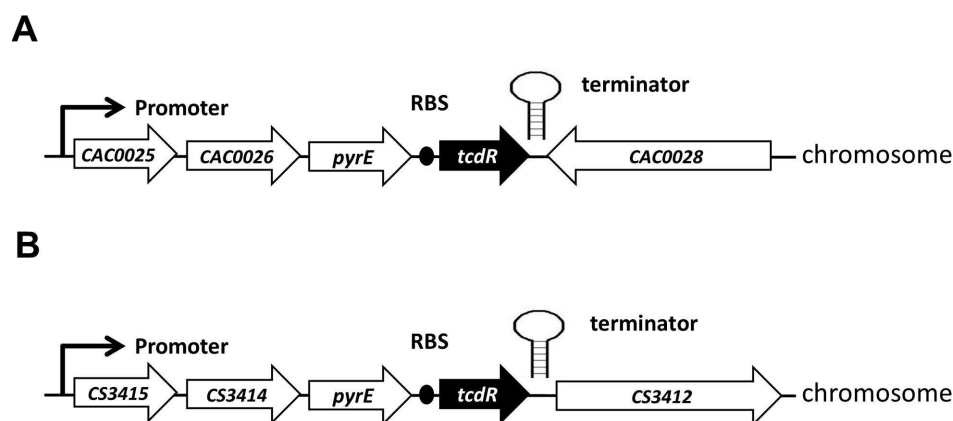 A
RBS
terminator
Promoter
CAC0025 CAC0026 pyrE tcdR CAC0028 chromosome
B
RBS
terminator
Promoter
CS3415 CS3414 pyrE tcdR CS3412 chromosome